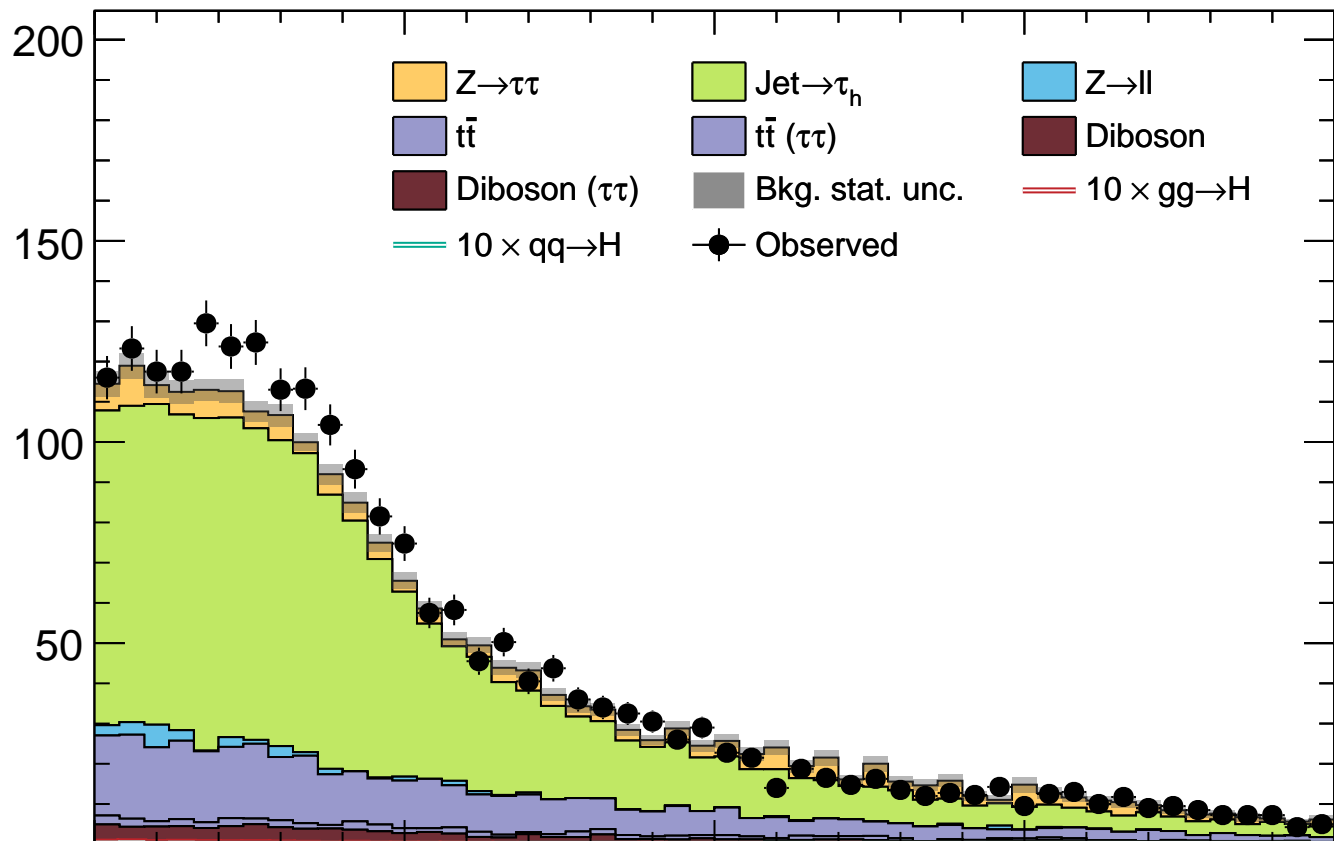 200
150
100
50
Z→ττ Jet→τh Z→ll
tt̄ tt̄ (ττ) Diboson
Diboson (ττ) Bkg. stat. unc. 10 × gg→H
10 × qq→H Observed